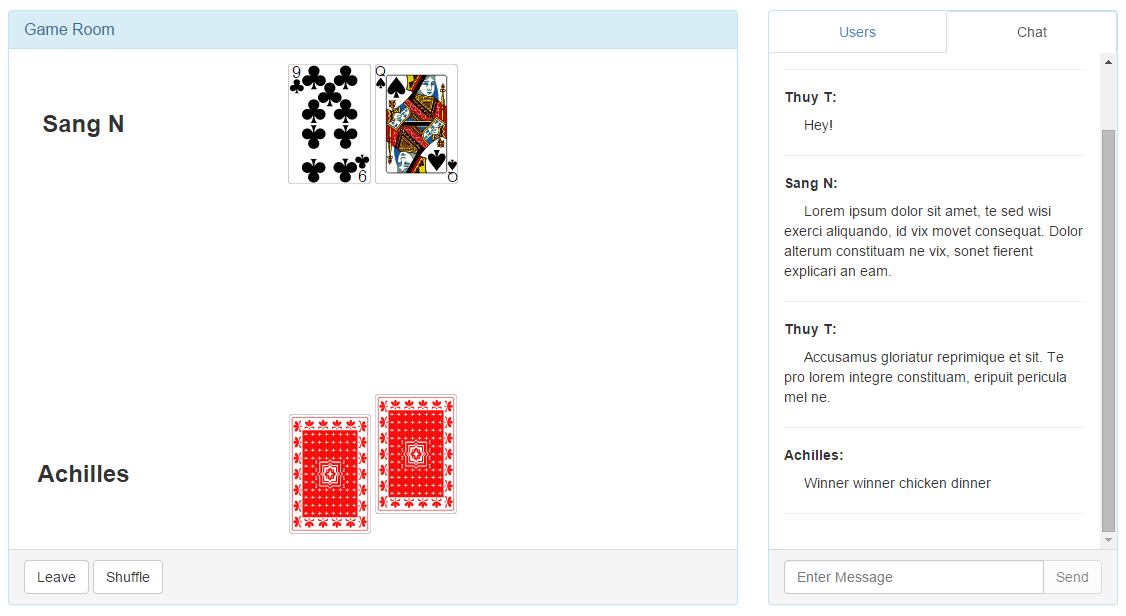 Game Room
Users
Chat
Sang N
9
9
Q
Q
Achilles
Leave
Shuffle
Thuy T:
Hey!
Sang N:
Lorem ipsum dolor sit amet, te sed wisi
exerci aliquando, id vix movet consequat. Dolor
alterum constituam ne vix, sonet fierent
explicari an eam.
Thuy T:
Accusamus gloriatur reprimique et sit. Te
pro lorem integre constituam, eripuit pericula
mel ne.
Achilles:
Winner winner chicken dinner
Enter Message
Send